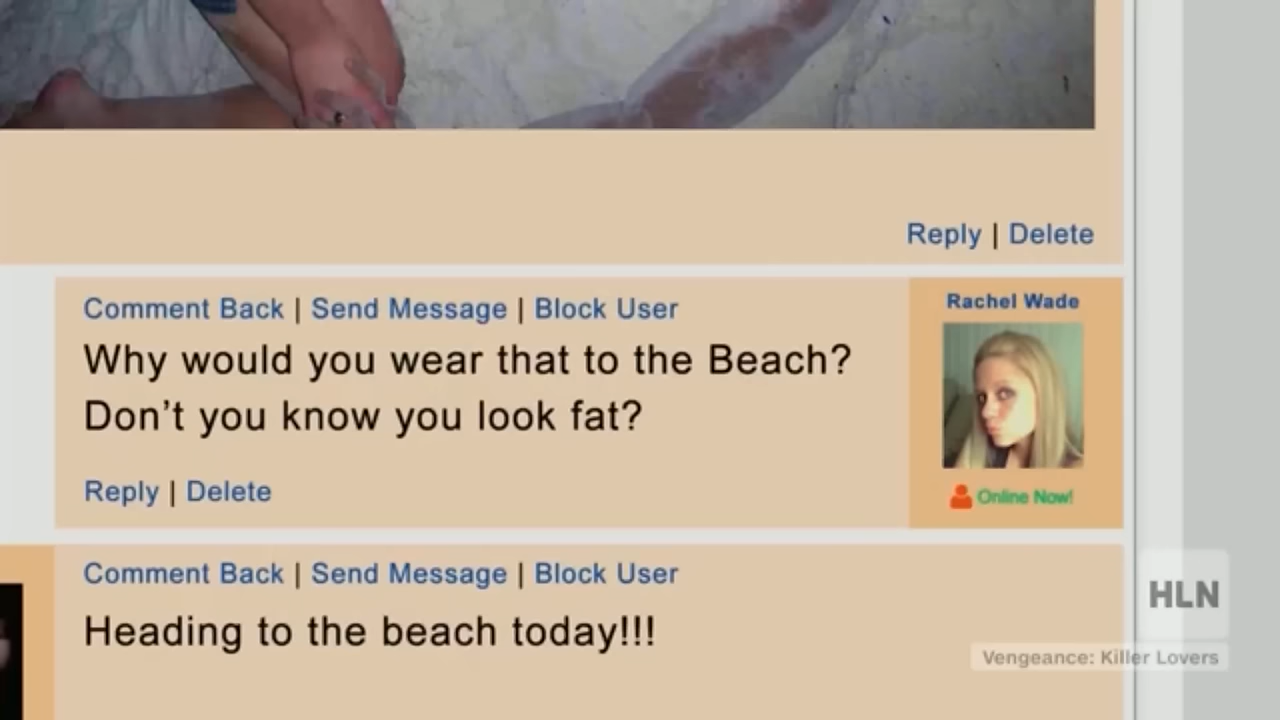 Reply | Delete
Comment Back | Send Message | Block User
Rachel Wade
Why would you wear that to the Beach?
Don't you know you look fat?
Reply | Delete
Online Now!
Comment Back | Send Message | Block User
Heading to the beach today!!!
HLN
Vengeance: Killer Lovers